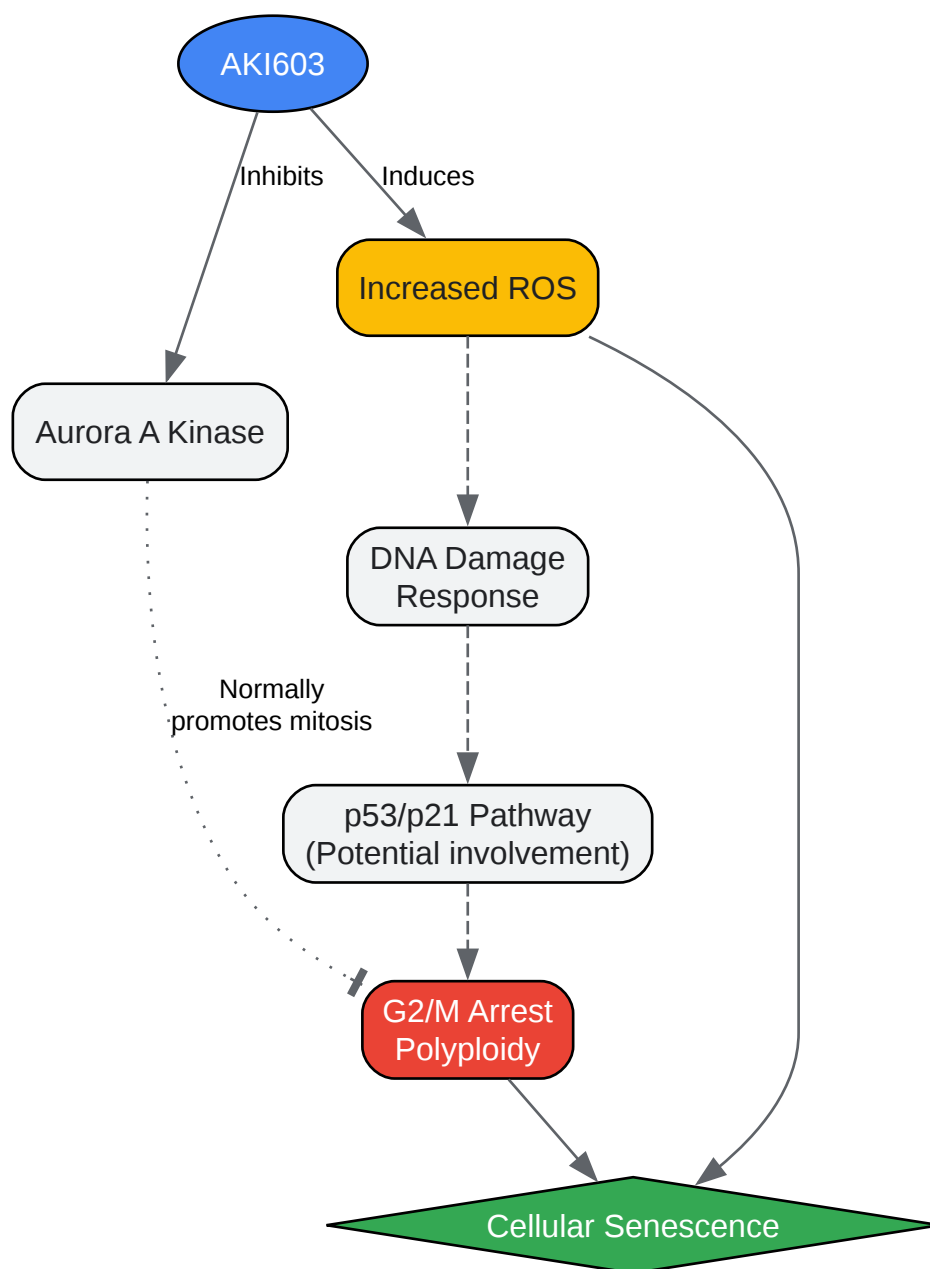 AKI603
Inhibits
Induces
Increased ROS
Aurora A Kinase
DNA Damage
Response
Normally
promotes mitosis
p53/p21 Pathway
(Potential involvement)
G2/M Arrest
Polyploidy
Cellular Senescence